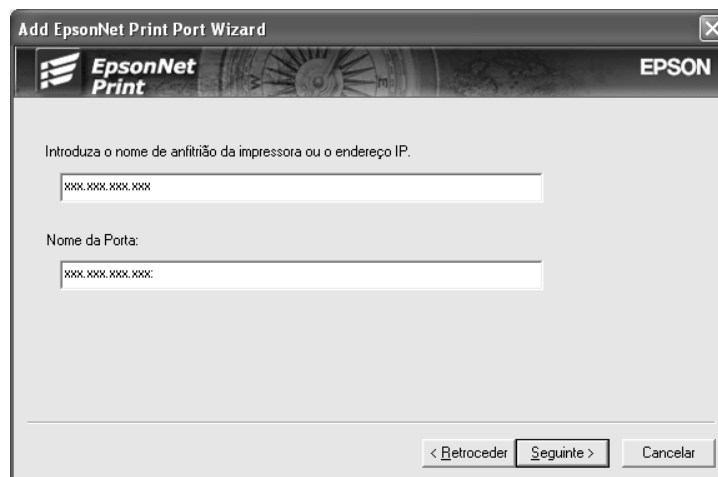 Add EpsonNet Print Port Wizard
EpsonNet
Print
EPSON
Introduza o nome de anfitrião da impressora ou o endereço IP.
xxx.xxx.xxx.xxx
Nome da Porta:
xxx.xxx.xxx.xxx:
< Retroceder Seguinte > Cancelar